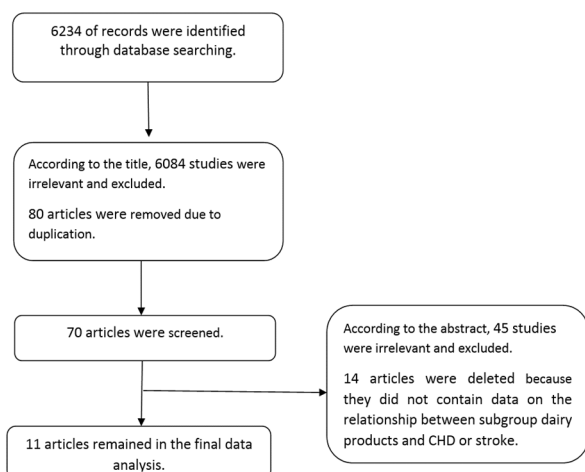 6234 of records were identified
through database searching.
According to the title, 6084 studies were
irrelevant and excluded.
80 articles were removed due to
duplication.
70 articles were screened.
According to the abstract, 45 studies
were irrelevant and excluded.
14 articles were deleted because
they did not contain data on the
relationship between subgroup dairy
products and CHD or stroke.
11 articles remained in the final data
analysis.